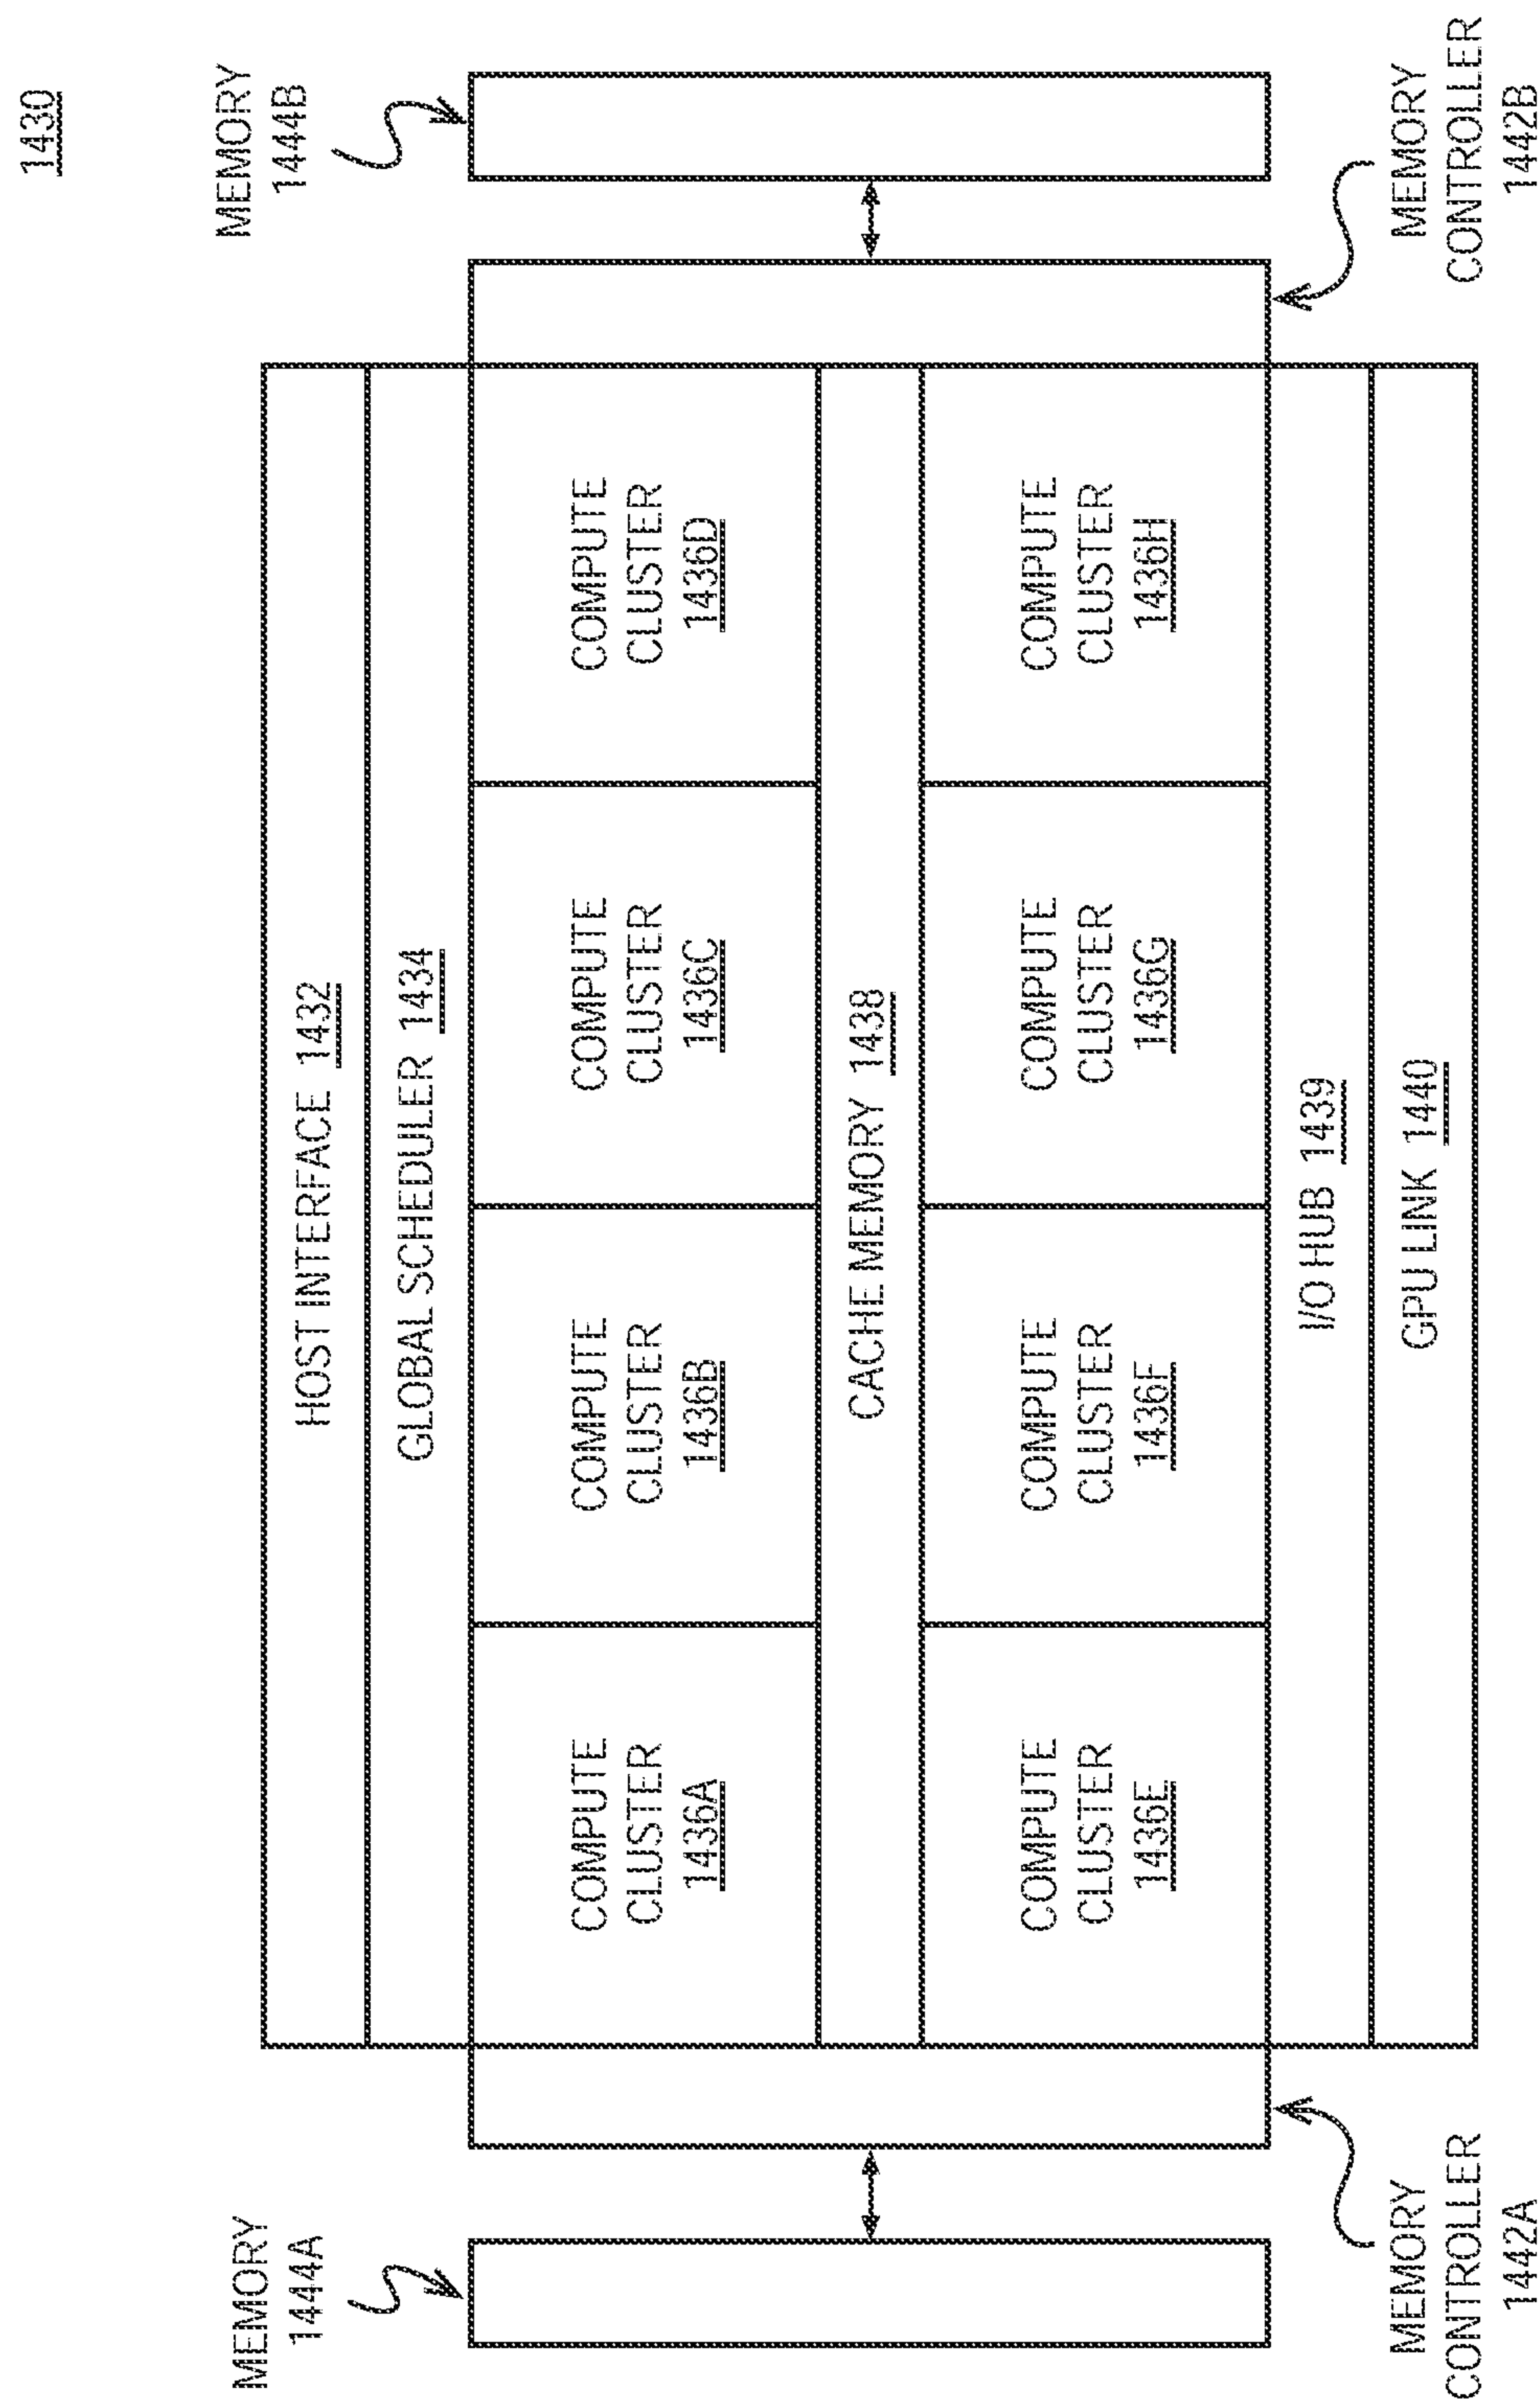 1430
HOST INTERFACE 1432
GLOBAL SCHEDULER 1434
MEMORY
1444A
MEMORY
1444B
COMPUTE
CLUSTER
1436A
COMPUTE
CLUSTER
1436B
COMPUTE
CLUSTER
1436C
COMPUTE
CLUSTER
1436D
CACHE MEMORY 1438
COMPUTE
CLUSTER
1436E
COMPUTE
CLUSTER
1436F
COMPUTE
CLUSTER
1436G
COMPUTE
CLUSTER
1436H
I/O HUB 1439
GPU LINK 1440
MEMORY
CONTROLLER
1442A
MEMORY
CONTROLLER
1442B